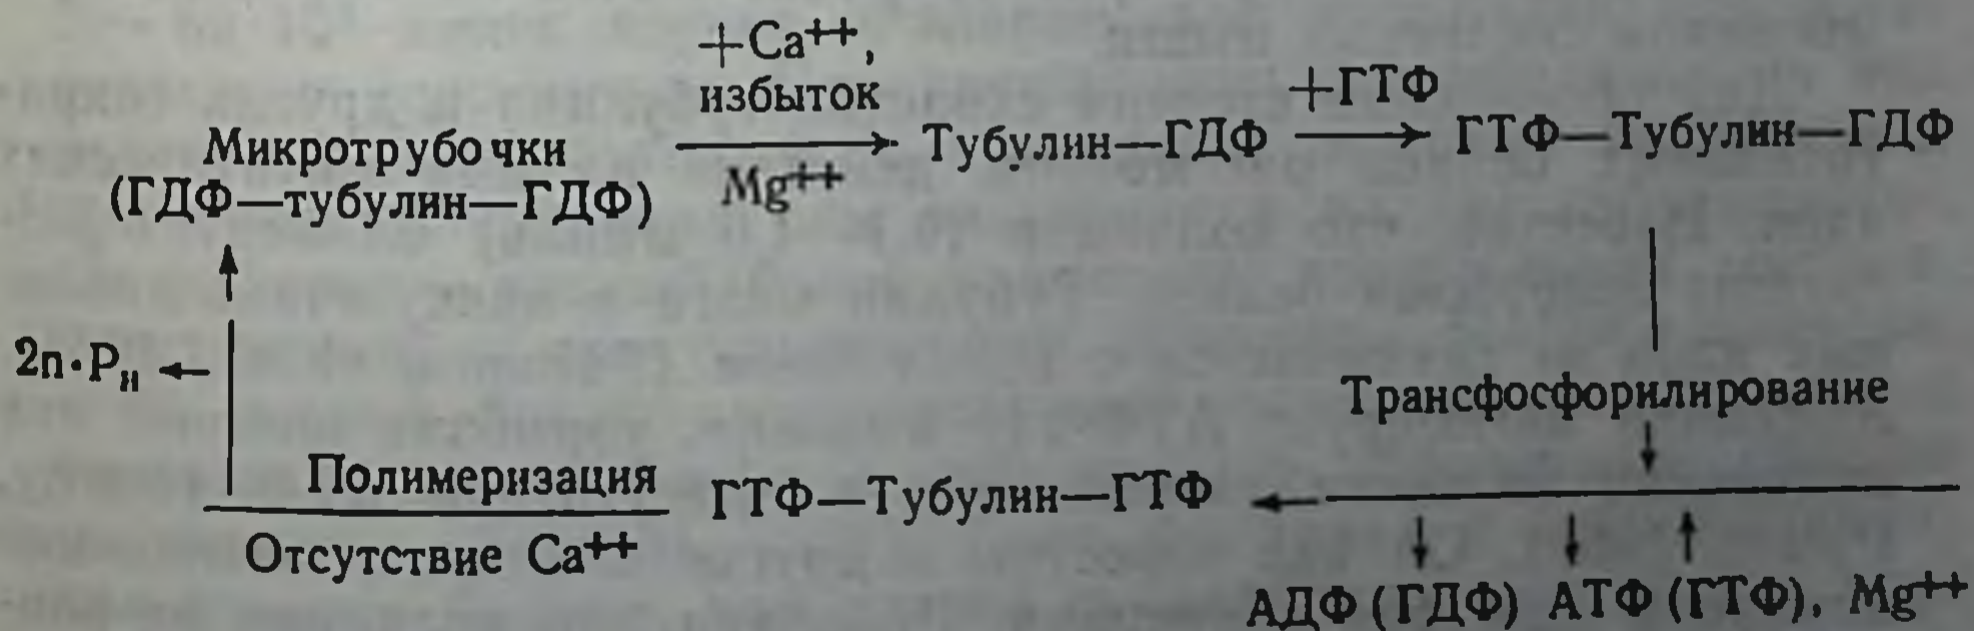 +Ca⁺⁺,
избыток
Mg⁺⁺
Микротрубочки
(ГДФ—тубулин—ГДФ)
Тубулин—ГДФ
+ГТФ
ГТФ—Тубулин—ГДФ
Трансфосфорилирование
2n·Pн
Полимеризация
Отсутствие Ca⁺⁺
ГТФ—Тубулин—ГТФ
АДФ (ГДФ) АТФ (ГТФ), Mg⁺⁺